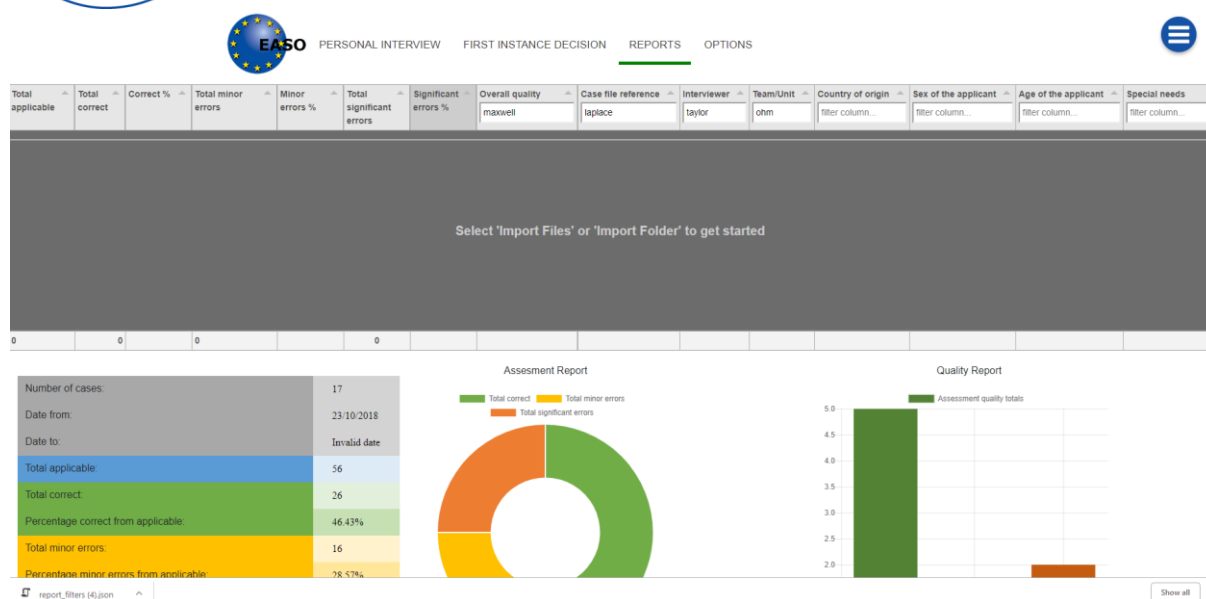 EASO PERSONAL INTERVIEW FIRST INSTANCE DECISION REPORTS OPTIONS
Total applicable
Total correct
Correct %
Total minor errors
Minor errors %
Total significant errors
Significant errors %
Overall quality
maxwell
Case file reference
laplace
Interviewer
taylor
Team/Unit
ohm
Country of origin
filter column...
Sex of the applicant
filter column...
Age of the applicant
filter column...
Special needs
filter column...
Select 'Import Files' or 'Import Folder' to get started
0 0 0 0
Number of cases: 17
Date from: 23/10/2018
Date to: Invalid date
Total applicable: 56
Total correct: 26
Percentage correct from applicable: 46.43%
Total minor errors: 16
Percentage minor errors from applicable: 28.57%
Assesment Report
Total correct Total minor errors
Total significant errors
Quality Report
Assessment quality totals
5.0
4.5
4.0
3.5
3.0
2.5
2.0
report_filters (4).json
Show all